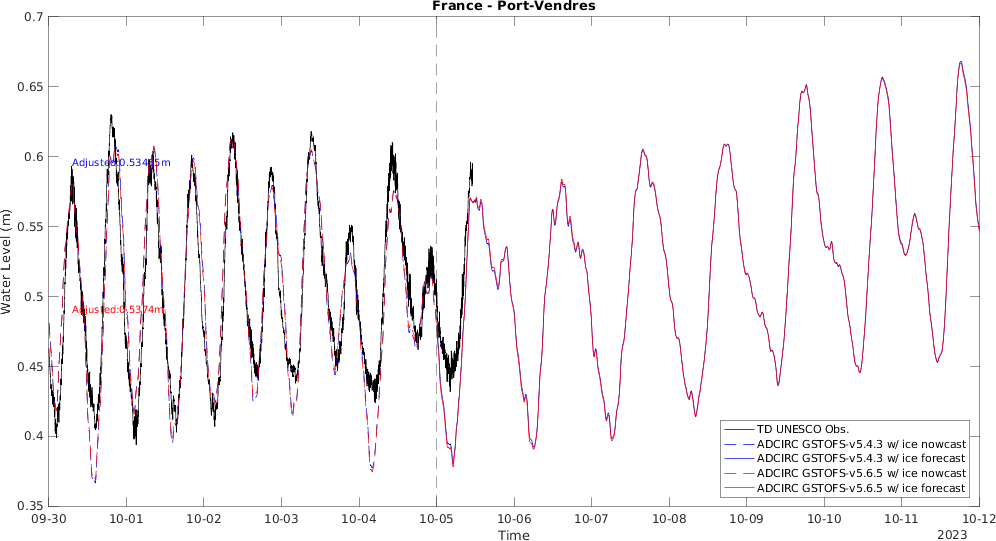 France - Port-Vendres
0.7
0.65
0.6
0.55
0.5
0.45
0.4
0.35
Water Level (m)
Adjusted:0.5374m
09-30
10-01
10-02
10-03
10-04
10-05
10-06
10-07
10-08
10-09
10-10
10-11
10-12
Time
2023
TD UNESCO Obs.
ADCIRC GSTOFS-v5.4.3 w/ ice nowcast
ADCIRC GSTOFS-v5.4.3 w/ ice forecast
ADCIRC GSTOFS-v5.6.5 w/ ice nowcast
ADCIRC GSTOFS-v5.6.5 w/ ice forecast